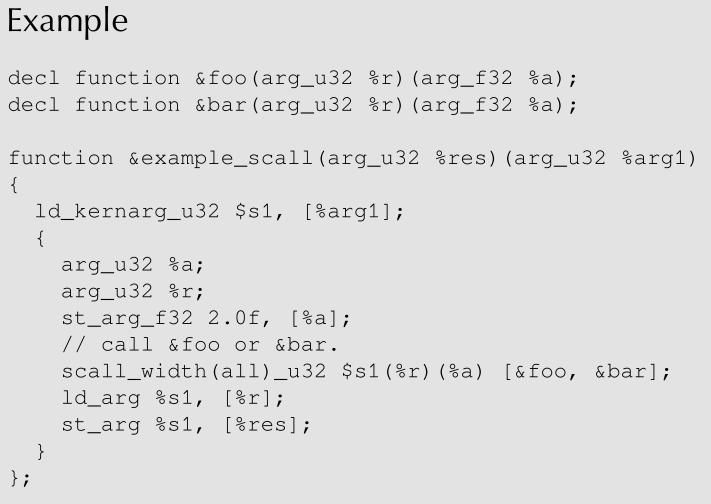 Example
decl function &foo(arg_u32 %r)(arg_f32 %a);
decl function &bar(arg_u32 %r)(arg_f32 %a);
function &example_scall(arg_u32 %res)(arg_u32 %arg1)
{
  ld_kernarg_u32 $s1, [%arg1];
  {
    arg_u32 %a;
    arg_u32 %r;
    st_arg_f32 2.0f, [%a];
    // call &foo or &bar.
    scall_width(all)_u32 $s1(%r)(%a) [&foo, &bar];
    ld_arg %s1, [%r];
    st_arg %s1, [%res];
  }
};